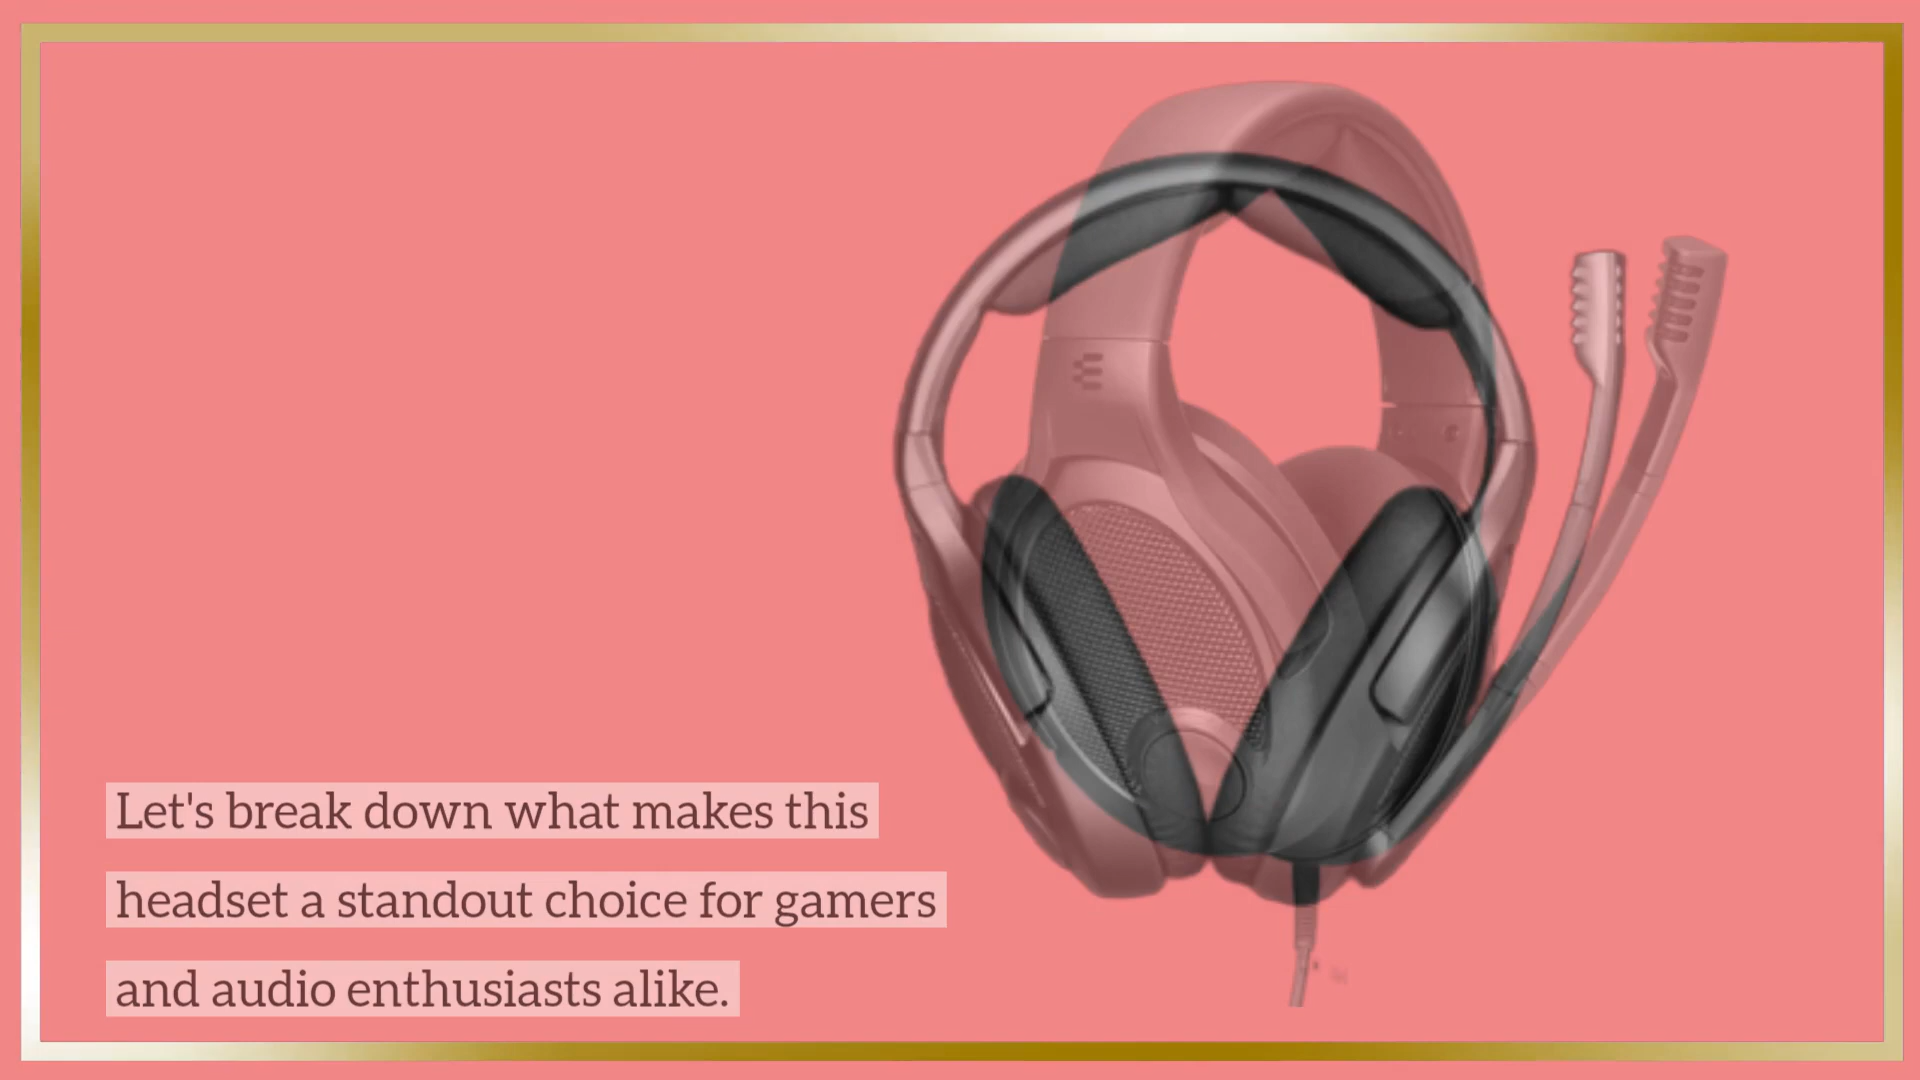 Let's break down what makes this
headset a standout choice for gamers
and audio enthusiasts alike.